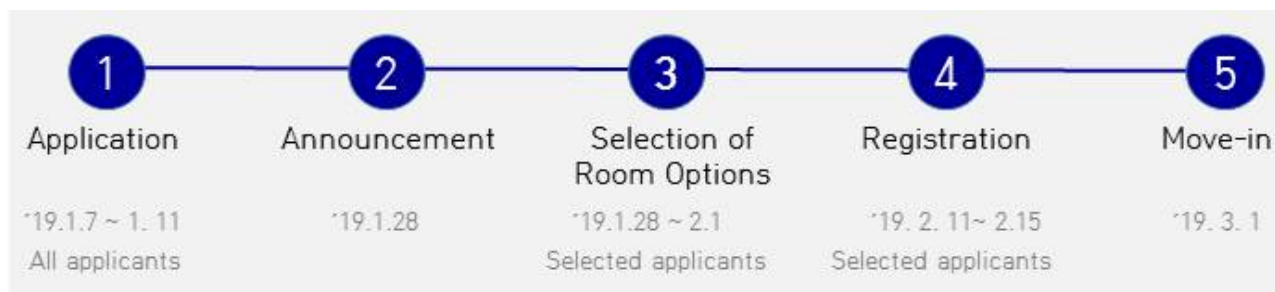 1 2 3 4 5
Application Announcement Selection of Registration Move-in
Room Options
'19.1.7 ~ 1. 11 '19.1.28 '19.1.28 ~ 2.1 '19. 2. 11~ 2.15 '19. 3. 1
All applicants Selected applicants Selected applicants